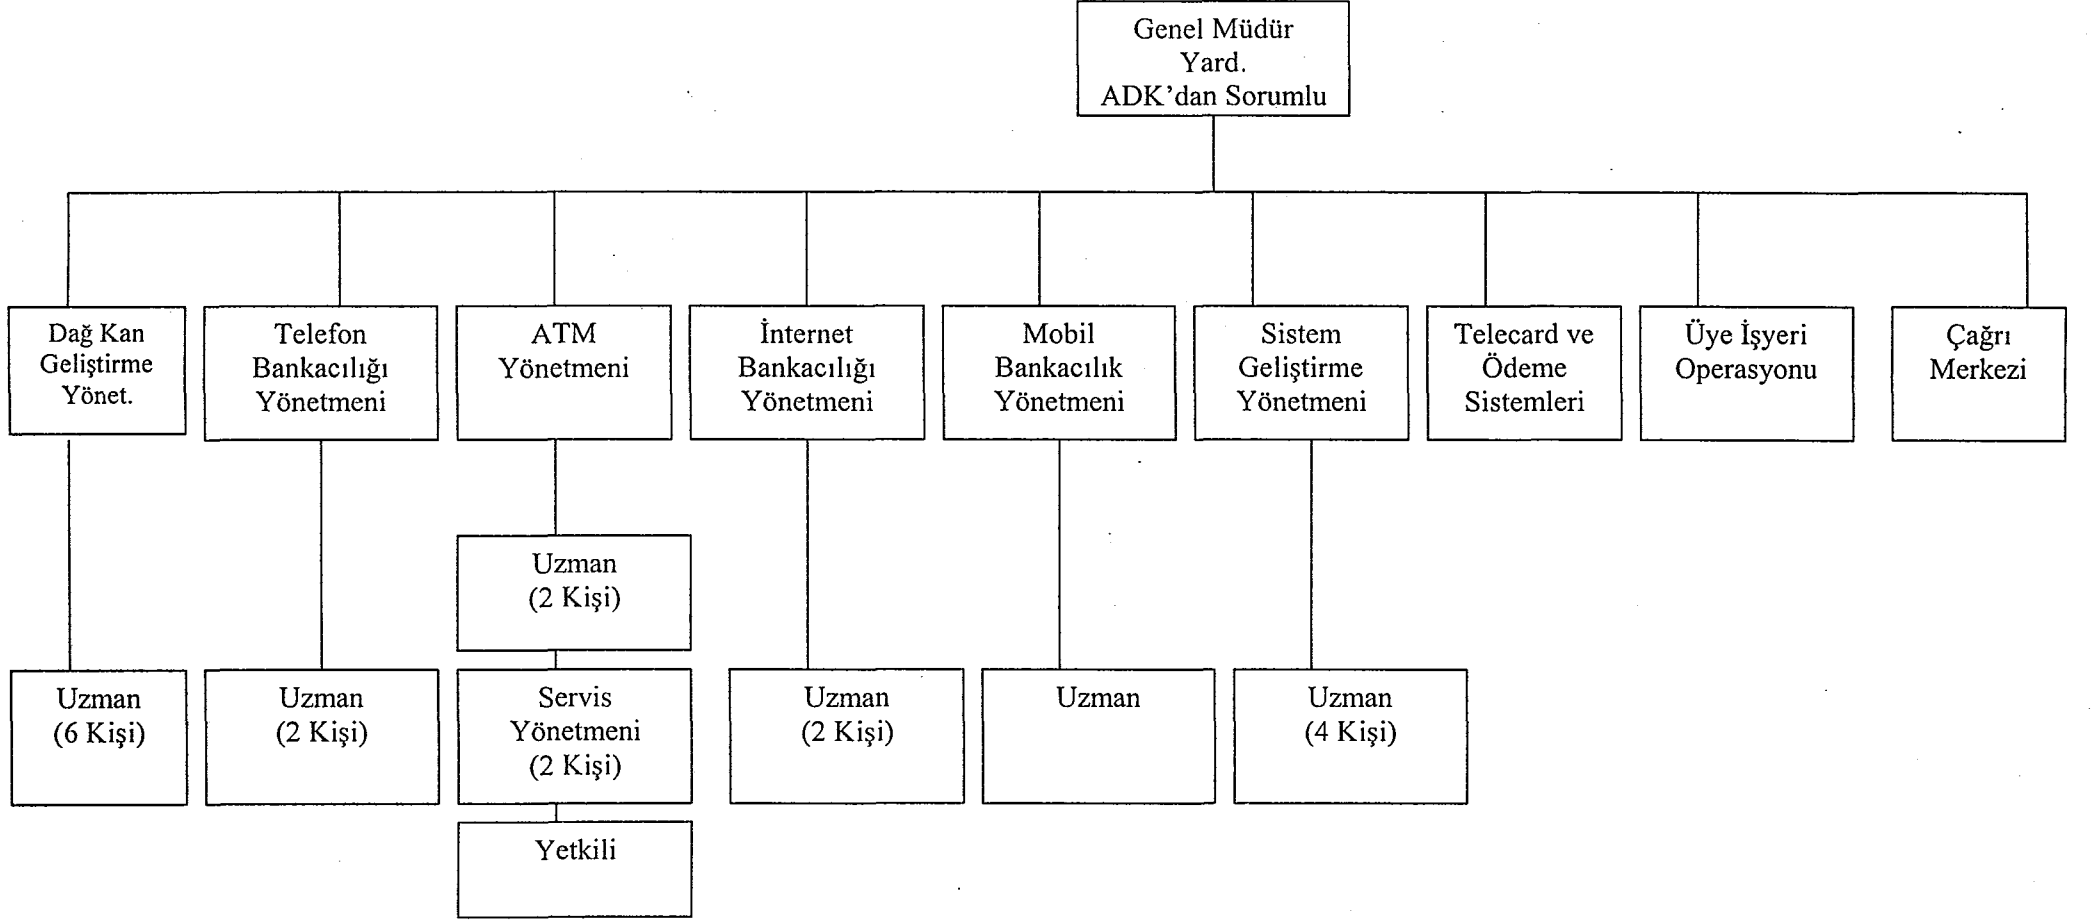 Genel Müdür
Yard.
ADK'dan Sorumlu
Dağ Kan
Geliştirme
Yönet.
Telefon
Bankacılığı
Yönetmeni
ATM
Yönetmeni
İnternet
Bankacılığı
Yönetmeni
Mobil
Bankacılık
Yönetmeni
Sistem
Geliştirme
Yönetmeni
Telecard ve
Ödeme
Sistemleri
Üye İşyeri
Operasyonu
Çağrı
Merkezi
Uzman
(2 Kişi)
Uzman
(6 Kişi)
Uzman
(2 Kişi)
Servis
Yönetmeni
(2 Kişi)
Uzman
(2 Kişi)
Uzman
Uzman
(4 Kişi)
Yetkili